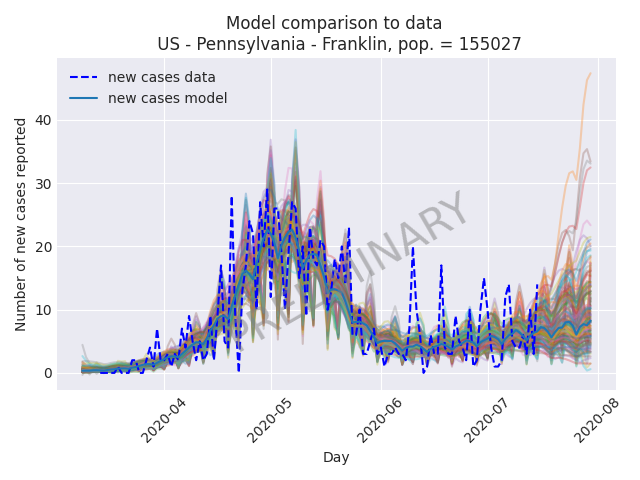 Model comparison to data
US - Pennsylvania - Franklin, pop. = 155027
new cases data
new cases model
Number of new cases reported
40
30
20
10
0
PRELIMINARY
2020-04
2020-05
2020-06
2020-07
2020-08
Day